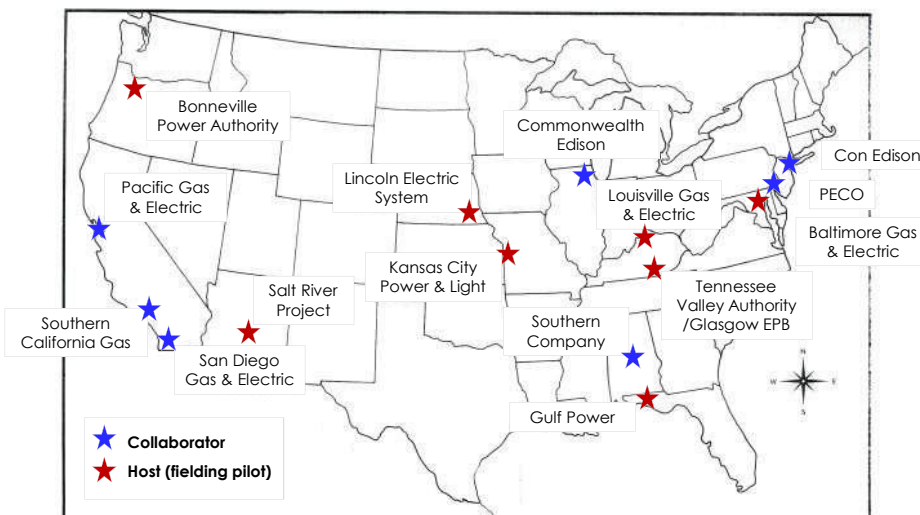 Bonneville
Power Authority
Commonwealth
Edison
Con Edison
Pacific Gas
& Electric
Lincoln Electric
System
Louisville Gas
& Electric
PECO
Baltimore Gas
& Electric
Kansas City
Power & Light
Salt River
Project
Tennessee
Valley Authority
/Glasgow EPB
Southern
California Gas
Southern
Company
San Diego
Gas & Electric
Gulf Power
N
W
E
S
Collaborator
Host (fielding pilot)